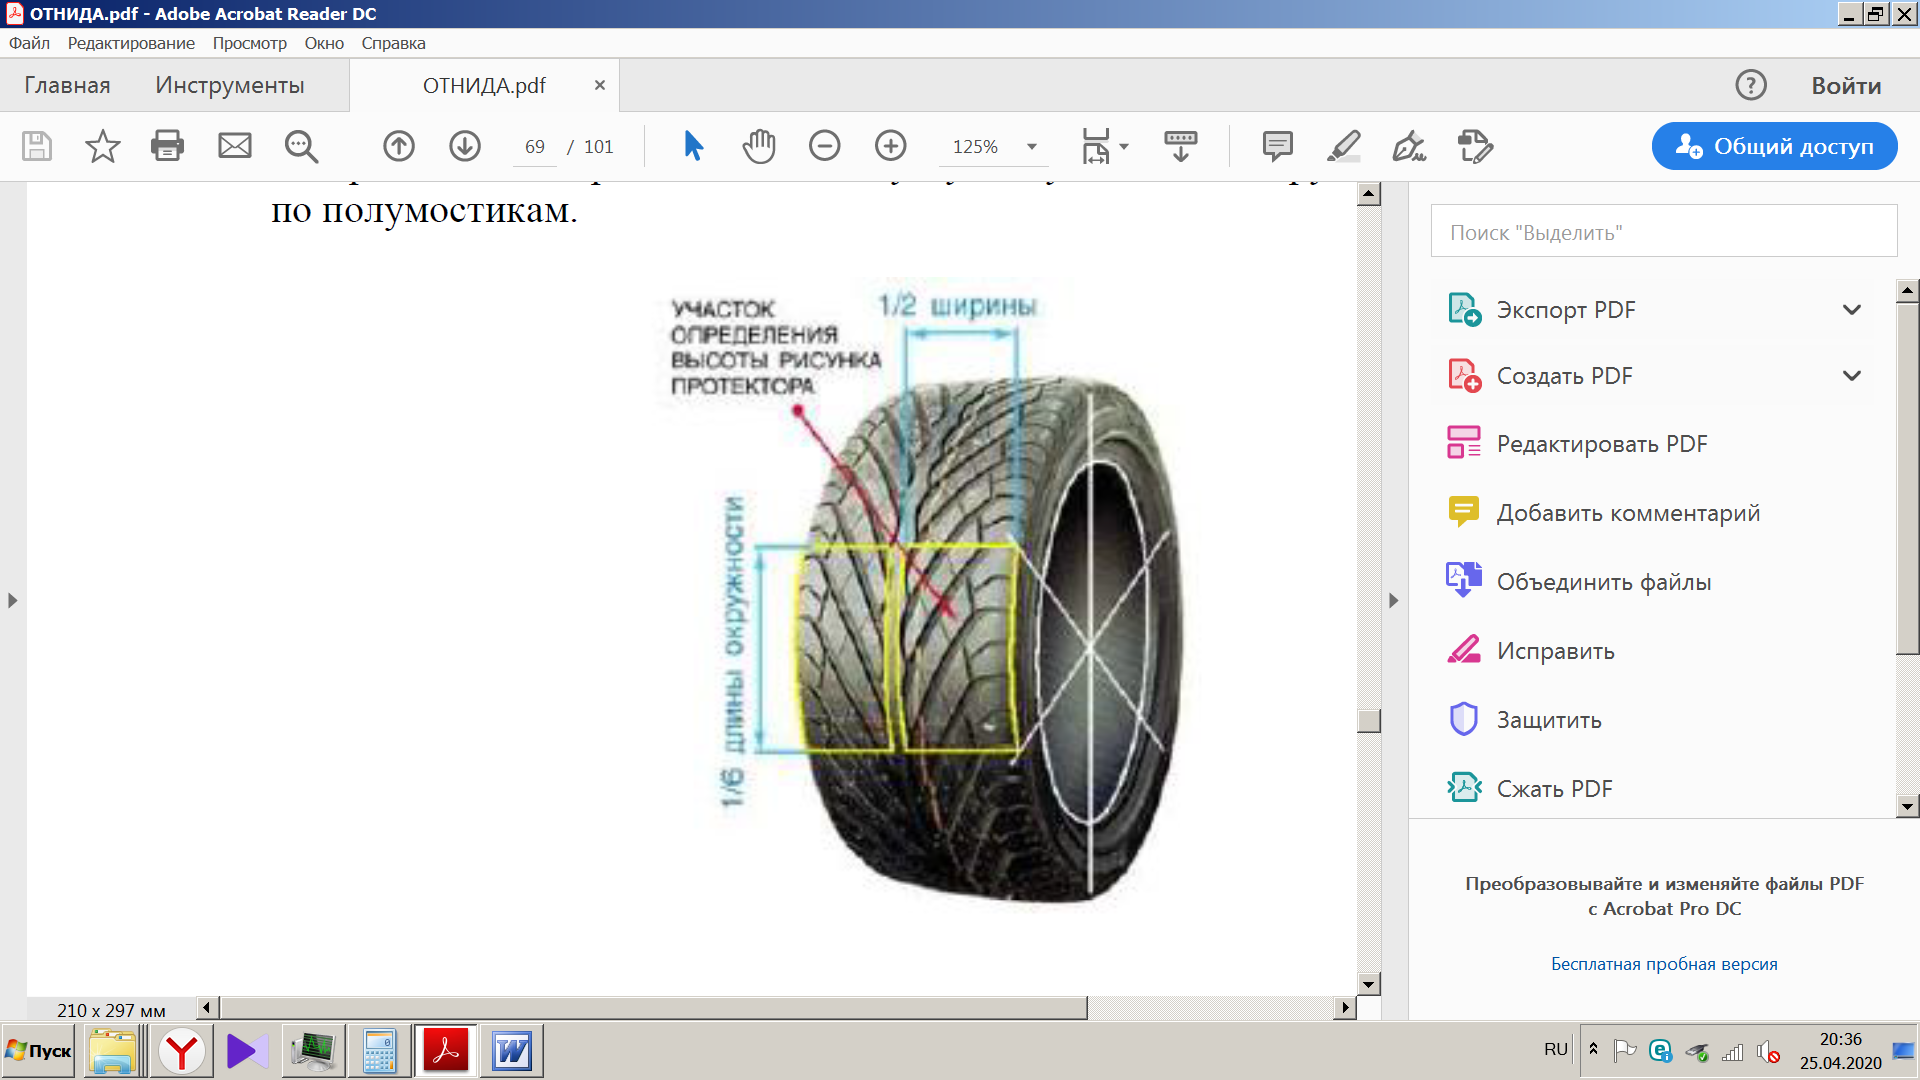 ОТНИДА.pdf - Adobe Acrobat Reader DC
Файл Редактирование Просмотр Окно Справка
Главная Инструменты ОТНИДА.pdf Войти
69 / 101 125% Общий доступ
по полумостикам.
УЧАСТОК
ОПРЕДЕЛЕНИЯ
ВЫСОТЫ РИСУНКА
ПРОТЕКТОРА
1/2 ширины
1/6 длины окружности
Поиск "Выделить"
Экспорт PDF
Создать PDF
Редактировать PDF
Добавить комментарий
Объединить файлы
Исправить
Защитить
Сжать PDF
Преобразовывайте и изменяйте файлы PDF
с Acrobat Pro DC
Бесплатная пробная версия
210 x 297 мм
Пуск
RU
20:36
25.04.2020